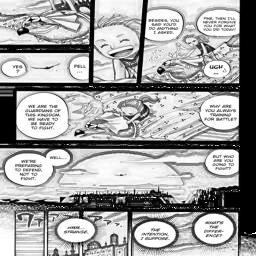 FINE, THEN I'LL
NEVER FORGIVE
YOU FOR WHAT
YOU DID TODAY!
BESIDES, YOU
SAID YOU'D
DO ANYTHING
I ASKED.
UGH...
FELL
...
YES
?
WHY ARE
YOU ALWAYS
TRAINING
FOR BATTLE?
WE ARE THE
GUARDIANS OF
THIS KINGDOM.
WE HAVE TO
BE READY
TO FIGHT.
BUT WHO
ARE YOU
GOING TO
FIGHT?
WELL...
WE'RE
PREPARING
TO DEFEND,
NOT TO
FIGHT.
WHAT'S
THE
DIFFER-
ENCE?
THE
INTENTION,
I SUPPOSE.
HMM...
STRANGE.